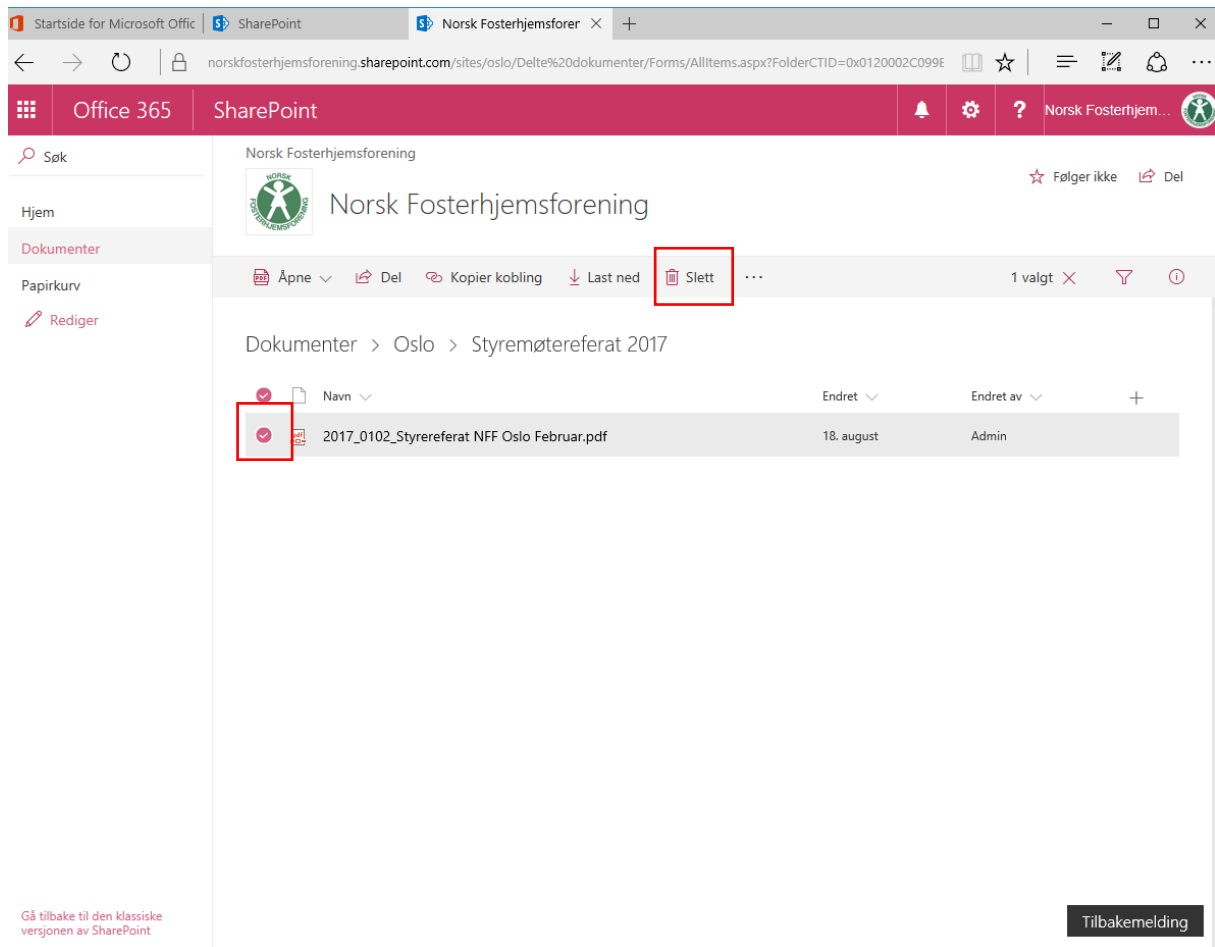 Startside for Microsoft Offic
SharePoint
Norsk Fosterhjemsforer
norskfosterhjemsforening.sharepoint.com/sites/oslo/Delte%20dokumenter/Forms/AllItems.aspx?FolderCTID=0x0120002C099E
Office 365
SharePoint
?
Norsk Fosterhjem...
Søk
Hjem
Dokumenter
Papirkurv
Rediger
Norsk Fosterhjemsforening
NORSK
FOSTERHJEMSFORENING
Norsk Fosterhjemsforening
Følger ikke
Del
Åpne
Del
Kopier kobling
Last ned
Slett
...
1 valgt
Dokumenter > Oslo > Styremøtereferat 2017
Navn
Endret
Endret av
2017_0102_Styrereferat NFF Oslo Februar.pdf
18. august
Admin
Gå tilbake til den klassiske
versjonen av SharePoint
Tilbakemelding